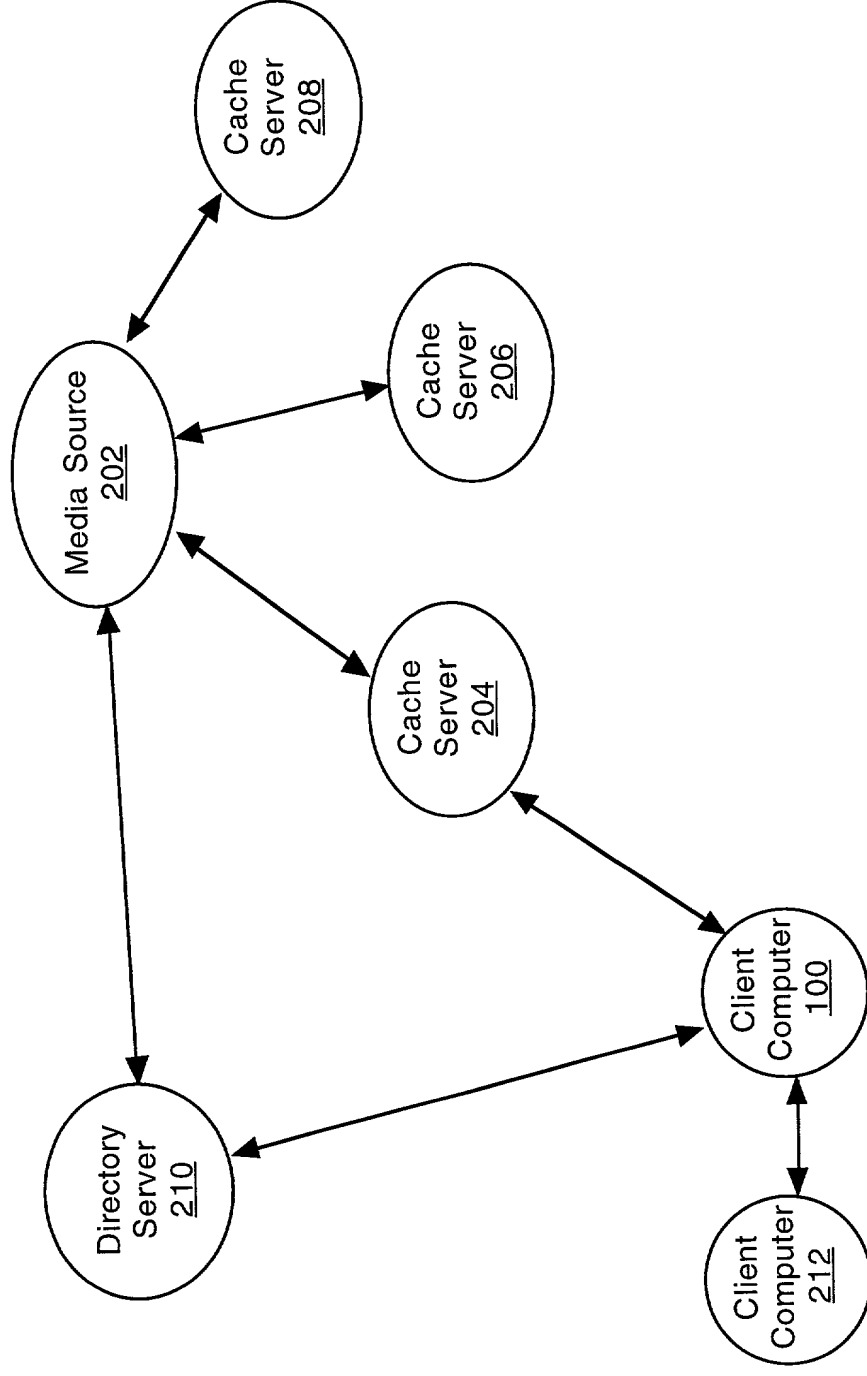 Directory
Server
210
Media Source
202
Cache
Server
208
Cache
Server
204
Cache
Server
206
Client
Computer
212
Client
Computer
100